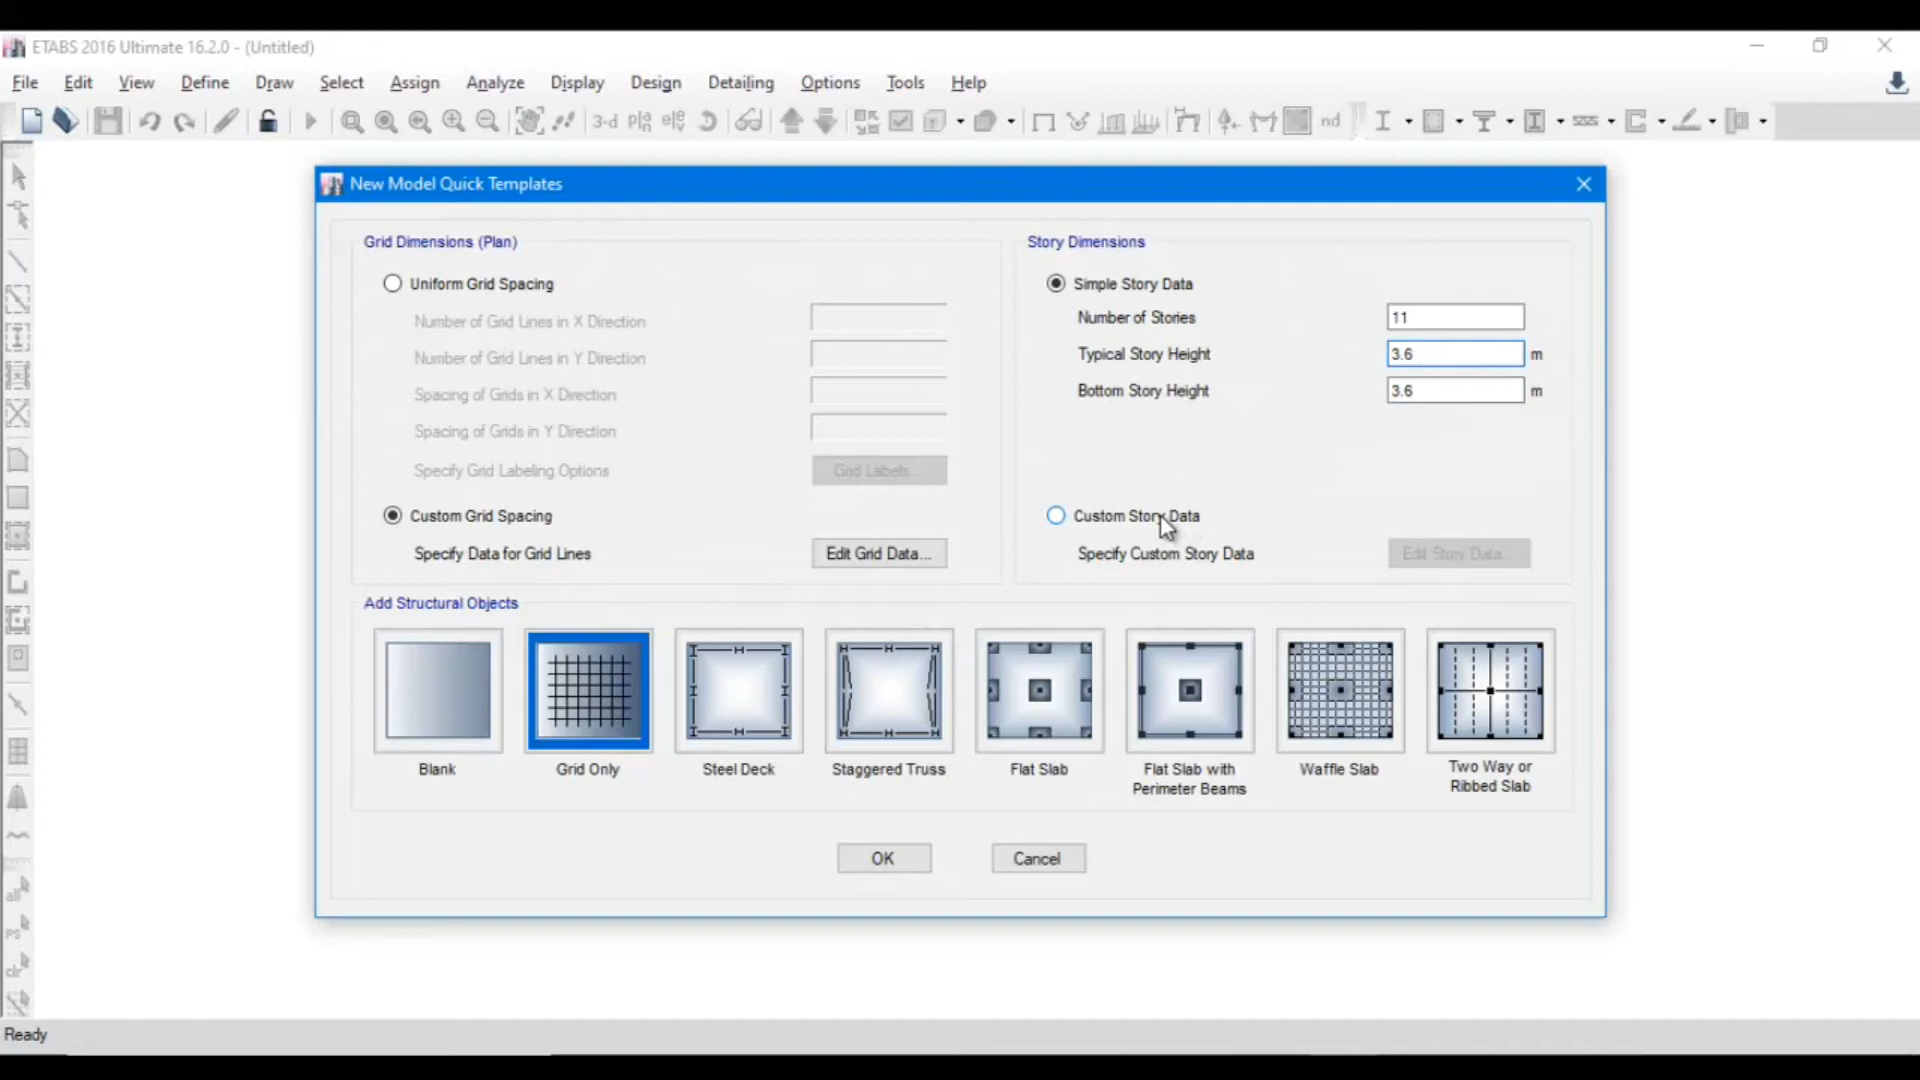 ETABS 2016 Ultimate 16.2.0 - (Untitled)
File Edit View Define Draw Select Assign Analyze Display Design Detailing Options Tools Help
3-d nd
New Model Quick Templates
Grid Dimensions (Plan)
Uniform Grid Spacing
Number of Grid Lines in X Direction
Number of Grid Lines in Y Direction
Spacing of Grids in X Direction
Spacing of Grids in Y Direction
Specify Grid Labeling Options Grid Labels...
Custom Grid Spacing
Specify Data for Grid Lines Edit Grid Data...
Story Dimensions
Simple Story Data
Number of Stories 11
Typical Story Height 3.6 m
Bottom Story Height 3.6 m
Custom Story Data
Specify Custom Story Data Edit Story Data...
Add Structural Objects
Blank
Grid Only
Steel Deck
Staggered Truss
Flat Slab
Flat Slab with
Perimeter Beams
Waffle Slab
Two Way or
Ribbed Slab
OK Cancel
all
ps
clr
Ready